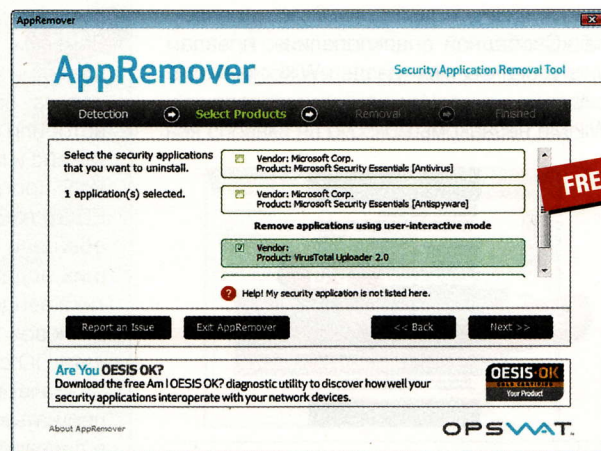 AppRemover
AppRemover
Security Application Removal Tool
Detection
Select Products
Removal
Finished
Select the security applications
that you want to uninstall.
1 application(s) selected.
Vendor: Microsoft Corp.
Product: Microsoft Security Essentials [Antivirus]
Vendor: Microsoft Corp.
Product: Microsoft Security Essentials [Antispyware]
Remove applications using user-interactive mode
Vendor:
Product: VirusTotal Uploader 2.0
? Help! My security application is not listed here.
FRE
Report an Issue
Exit AppRemover
<< Back
Next >>
Are You OESIS OK?
Download the free Am I OESIS OK? diagnostic utility to discover how well your
security applications interoperate with your network devices.
OESIS OK
GOLD CERTIFIED
Your Product
About AppRemover
OPSWAT.